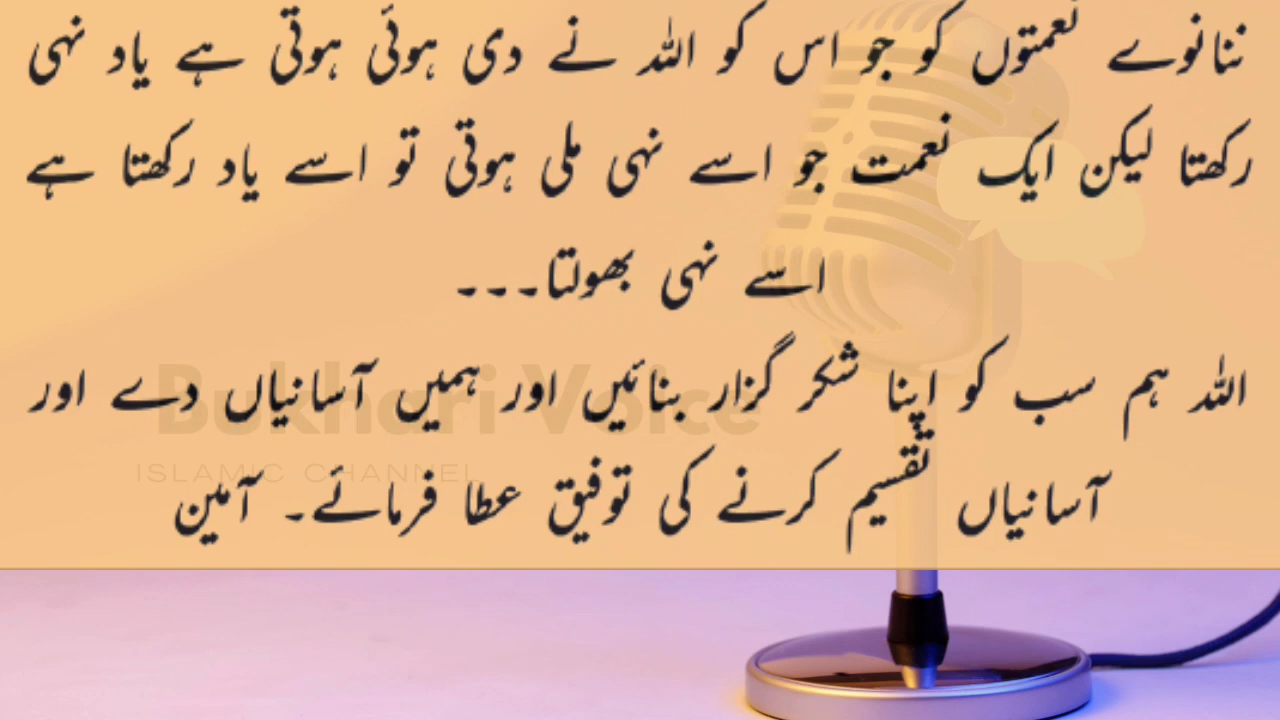 ننانوے نعمتوں کو جو اس کو اللہ نے دی ہوئی ہوتی ہے یاد نہی
رکھتا لیکن ایک نعمت جو اسے نہی ملی ہوتی تو اسے یاد رکھتا ہے
اسے نہی بھولتا۔۔۔
اللہ ہم سب کو اپنا شکر گزار بنائیں اور ہمیں آسانیاں دے اور
آسانیاں تقسیم کرنے کی توفیق عطا فرمائے۔ آمین
Bukhari Voice
ISLAMIC CHANNEL